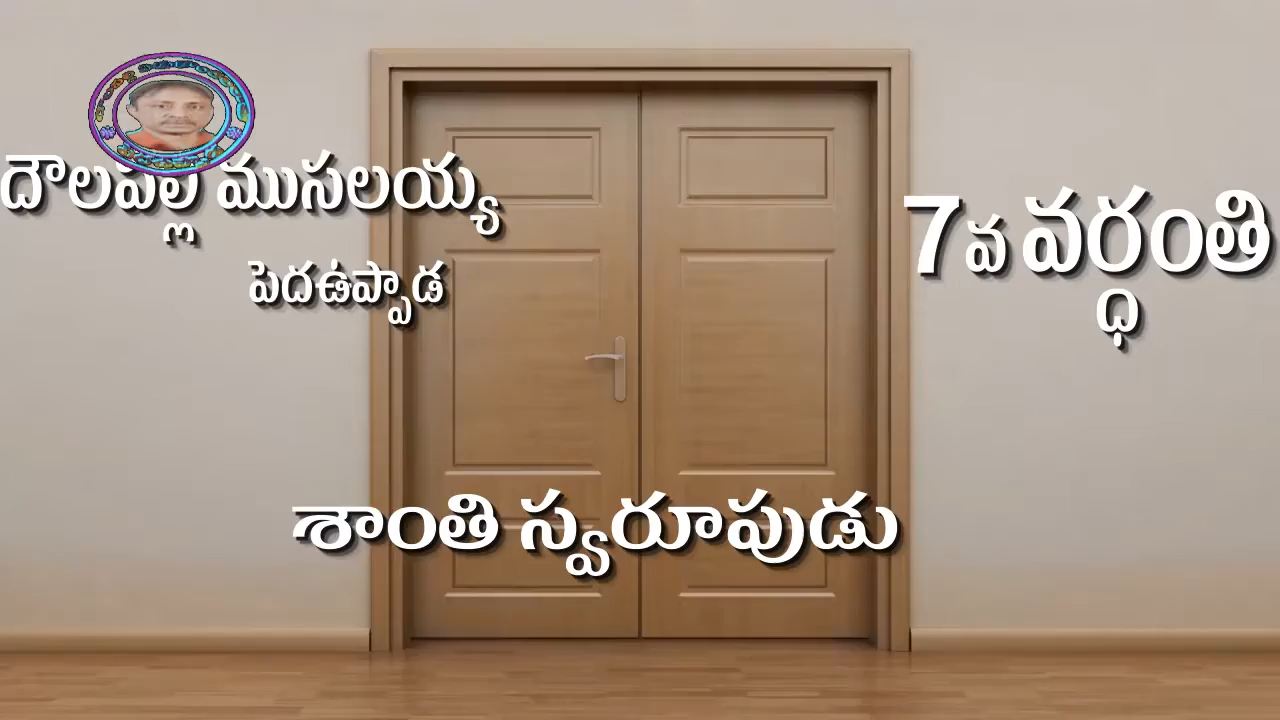 దౌలపల్లి ముసలయ్య
పెదఉప్పాడ
7వ వర్ధంతి
శాంతి స్వరూపుడు